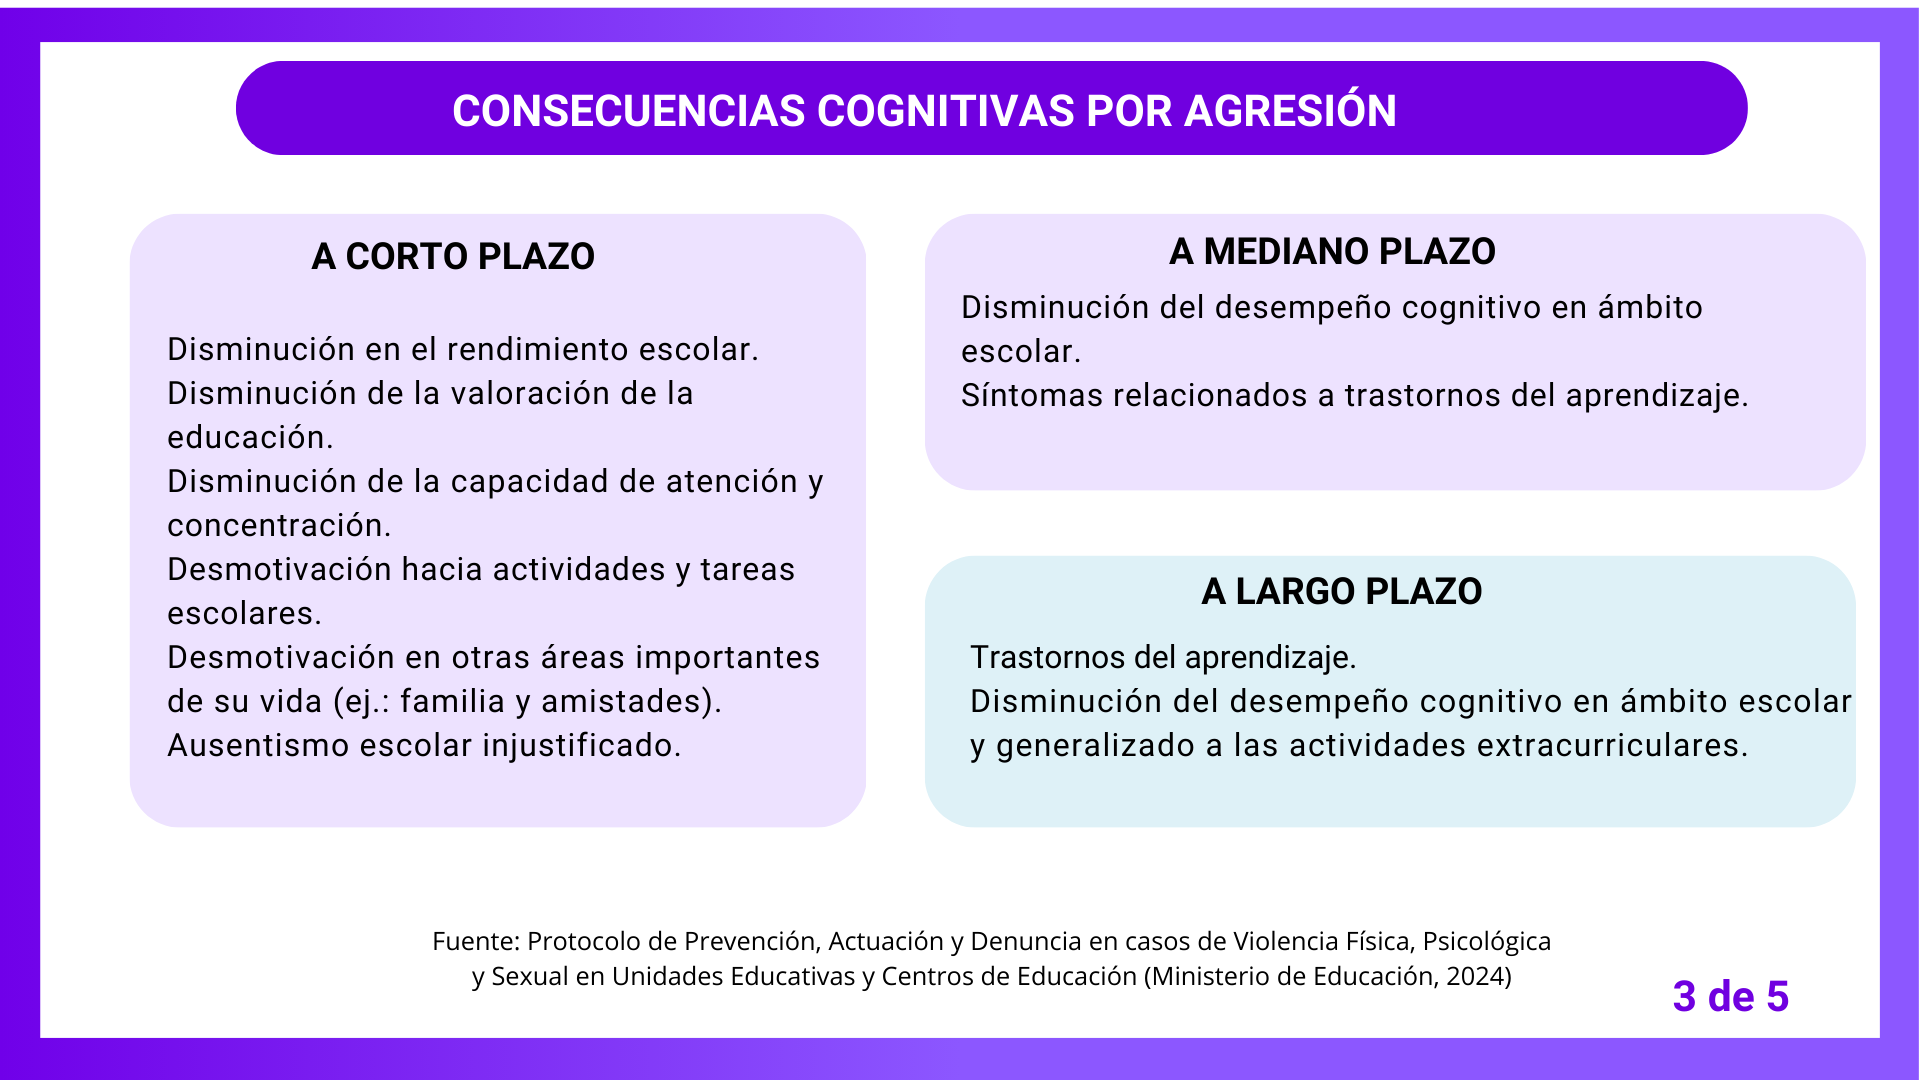 CONSECUENCIAS COGNITIVAS POR AGRESIÓN
A CORTO PLAZO
Disminución en el rendimiento escolar.
Disminución de la valoración de la
educación.
Disminución de la capacidad de atención y
concentración.
Desmotivación hacia actividades y tareas
escolares.
Desmotivación en otras áreas importantes
de su vida (ej.: familia y amistades).
Ausentismo escolar injustificado.
A MEDIANO PLAZO
Disminución del desempeño cognitivo en ámbito
escolar.
Síntomas relacionados a trastornos del aprendizaje.
A LARGO PLAZO
Trastornos del aprendizaje.
Disminución del desempeño cognitivo en ámbito escolar
y generalizado a las actividades extracurriculares.
Fuente: Protocolo de Prevención, Actuación y Denuncia en casos de Violencia Física, Psicológica
y Sexual en Unidades Educativas y Centros de Educación (Ministerio de Educación, 2024)
3 de 5